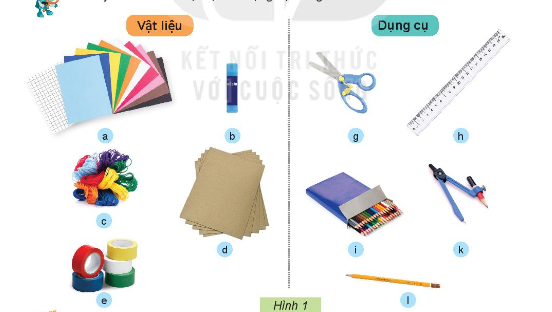 Vật liệu
Dụng cụ
KẾT NỐI TRI THỨC
VỚI CUỘC SỐNG
a
b
g
h
c
d
i
k
e
l
Hình 1